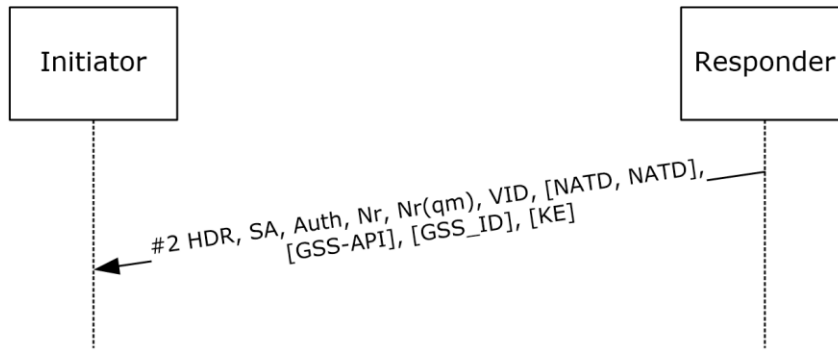 Initiator
Responder
#2 HDR, SA, Auth, Nr, Nr(qm), VID, [NATD, NATD],
[GSS-API], [GSS_ID], [KE]